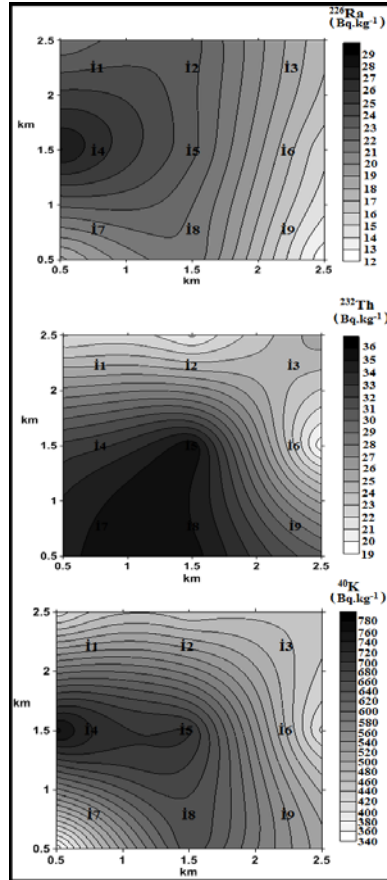 ²²⁶Ra
(Bq.kg⁻¹)
2.5
i1
i2
i3
km
2
1.5
i4
i5
i6
1
i7
i8
i9
0.5
0.5 1 1.5 2 2.5
km
29
28
27
26
25
24
23
22
21
20
19
18
17
16
15
14
13
12
²³²Th
(Bq.kg⁻¹)
2.5
i1
i2
i3
km
2
1.5
i4
i5
i6
1
i7
i8
i9
0.5
0.5 1 1.5 2 2.5
km
36
35
34
33
32
31
30
29
28
27
26
25
24
23
22
21
20
19
⁴⁰K
(Bq.kg⁻¹)
2.5
i1
i2
i3
km
2
1.5
i4
i5
i6
1
i7
i8
i9
0.5
0.5 1 1.5 2 2.5
km
780
760
740
720
700
680
660
640
620
600
580
560
540
520
500
480
460
440
420
400
380
360
340